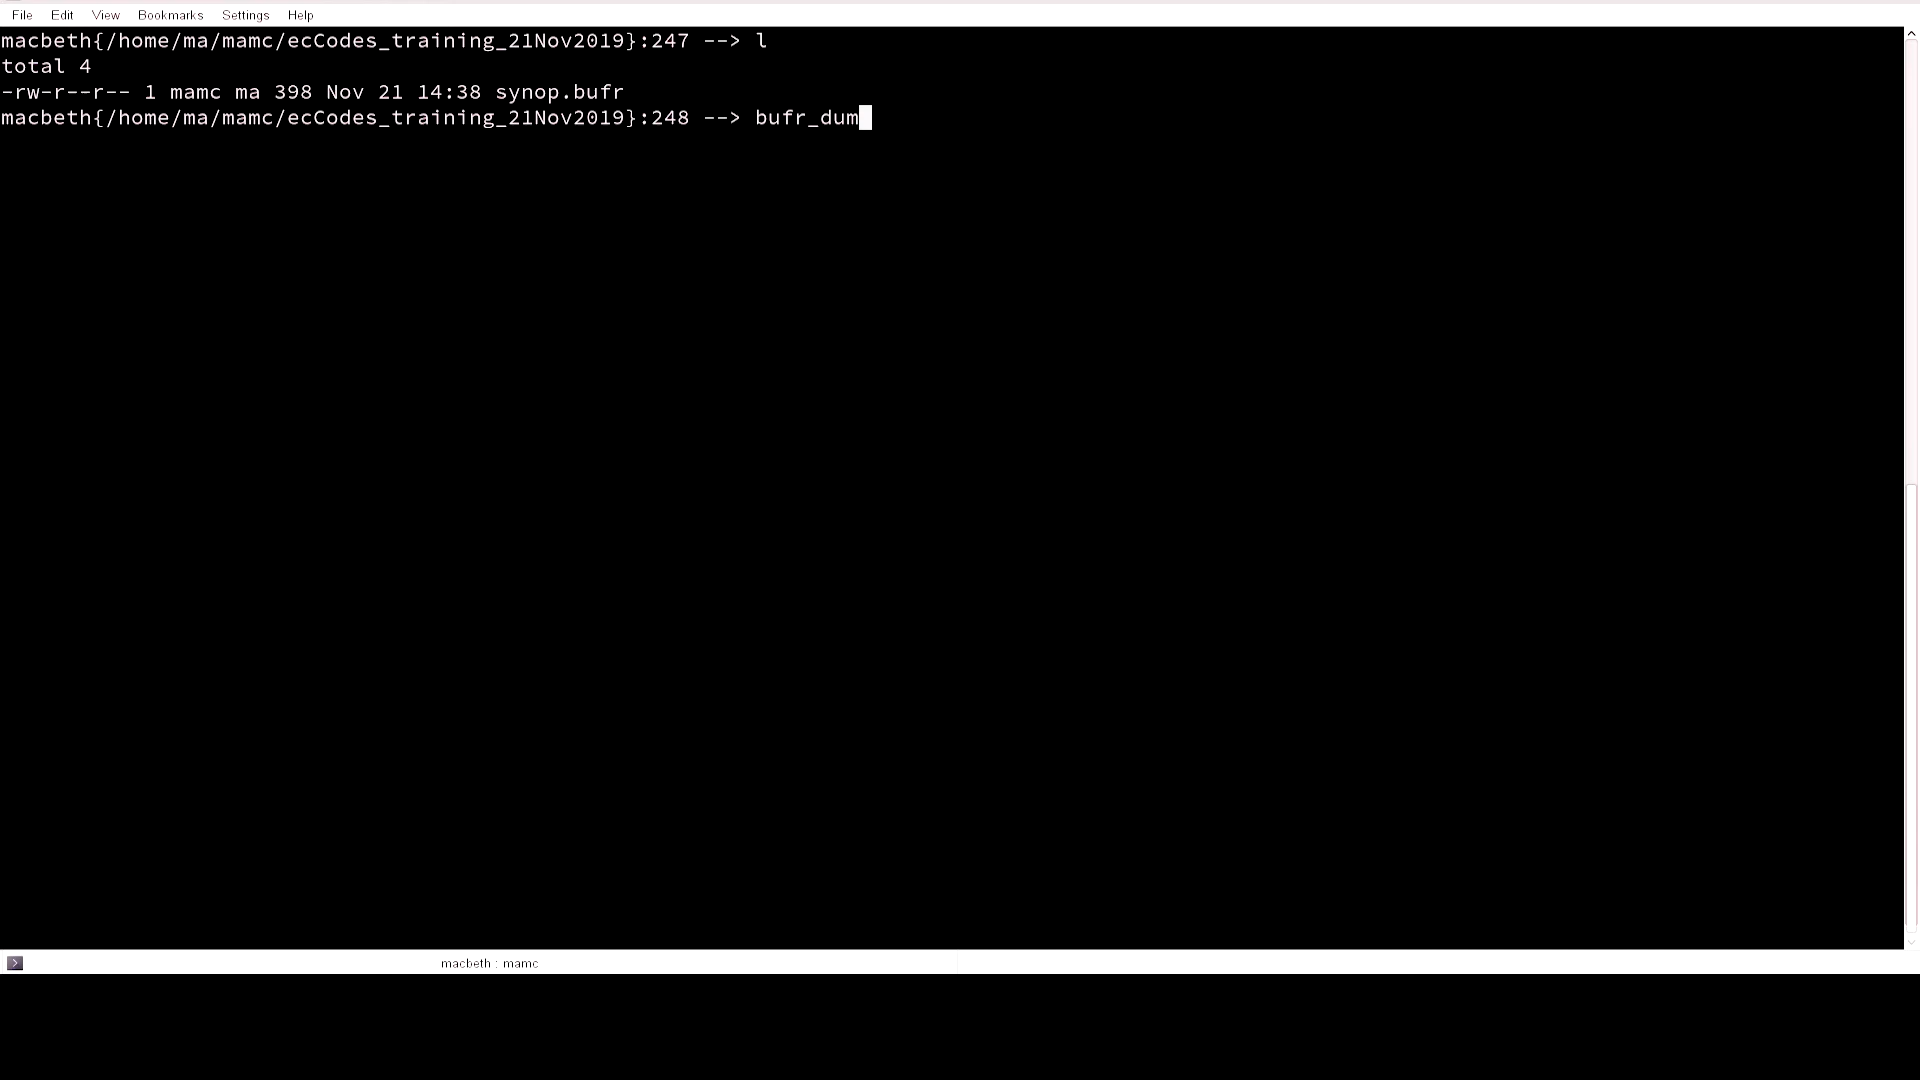 File Edit View Bookmarks Settings Help
macbeth{/home/ma/mamc/ecCodes_training_21Nov2019}:247 --> l
total 4
-rw-r--r-- 1 mamc ma 398 Nov 21 14:38 synop.bufr
macbeth{/home/ma/mamc/ecCodes_training_21Nov2019}:248 --> bufr_dum
macbeth : mamc